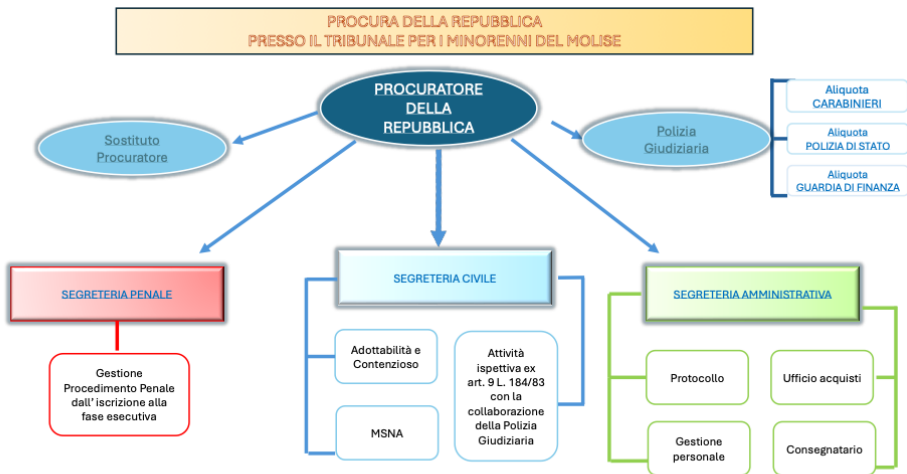 PROCURA DELLA REPUBBLICA
PRESSO IL TRIBUNALE PER I MINORENNI DEL MOLISE
PROCURATORE
DELLA
REPUBBLICA
Sostituto
Procuratore
Polizia
Giudiziaria
Aliquota
CARABINIERI
Aliquota
POLIZIA DI STATO
Aliquota
GUARDIA DI FINANZA
SEGRETERIA PENALE
SEGRETERIA CIVILE
SEGRETERIA AMMINISTRATIVA
Gestione
Procedimento Penale
dall' iscrizione alla
fase esecutiva
Adottabilità e
Contenzioso
MSNA
Attività
ispettiva ex
art. 9 L. 184/83
con la
collaborazione
della Polizia
Giudiziaria
Protocollo
Ufficio acquisti
Gestione
personale
Consegnatario